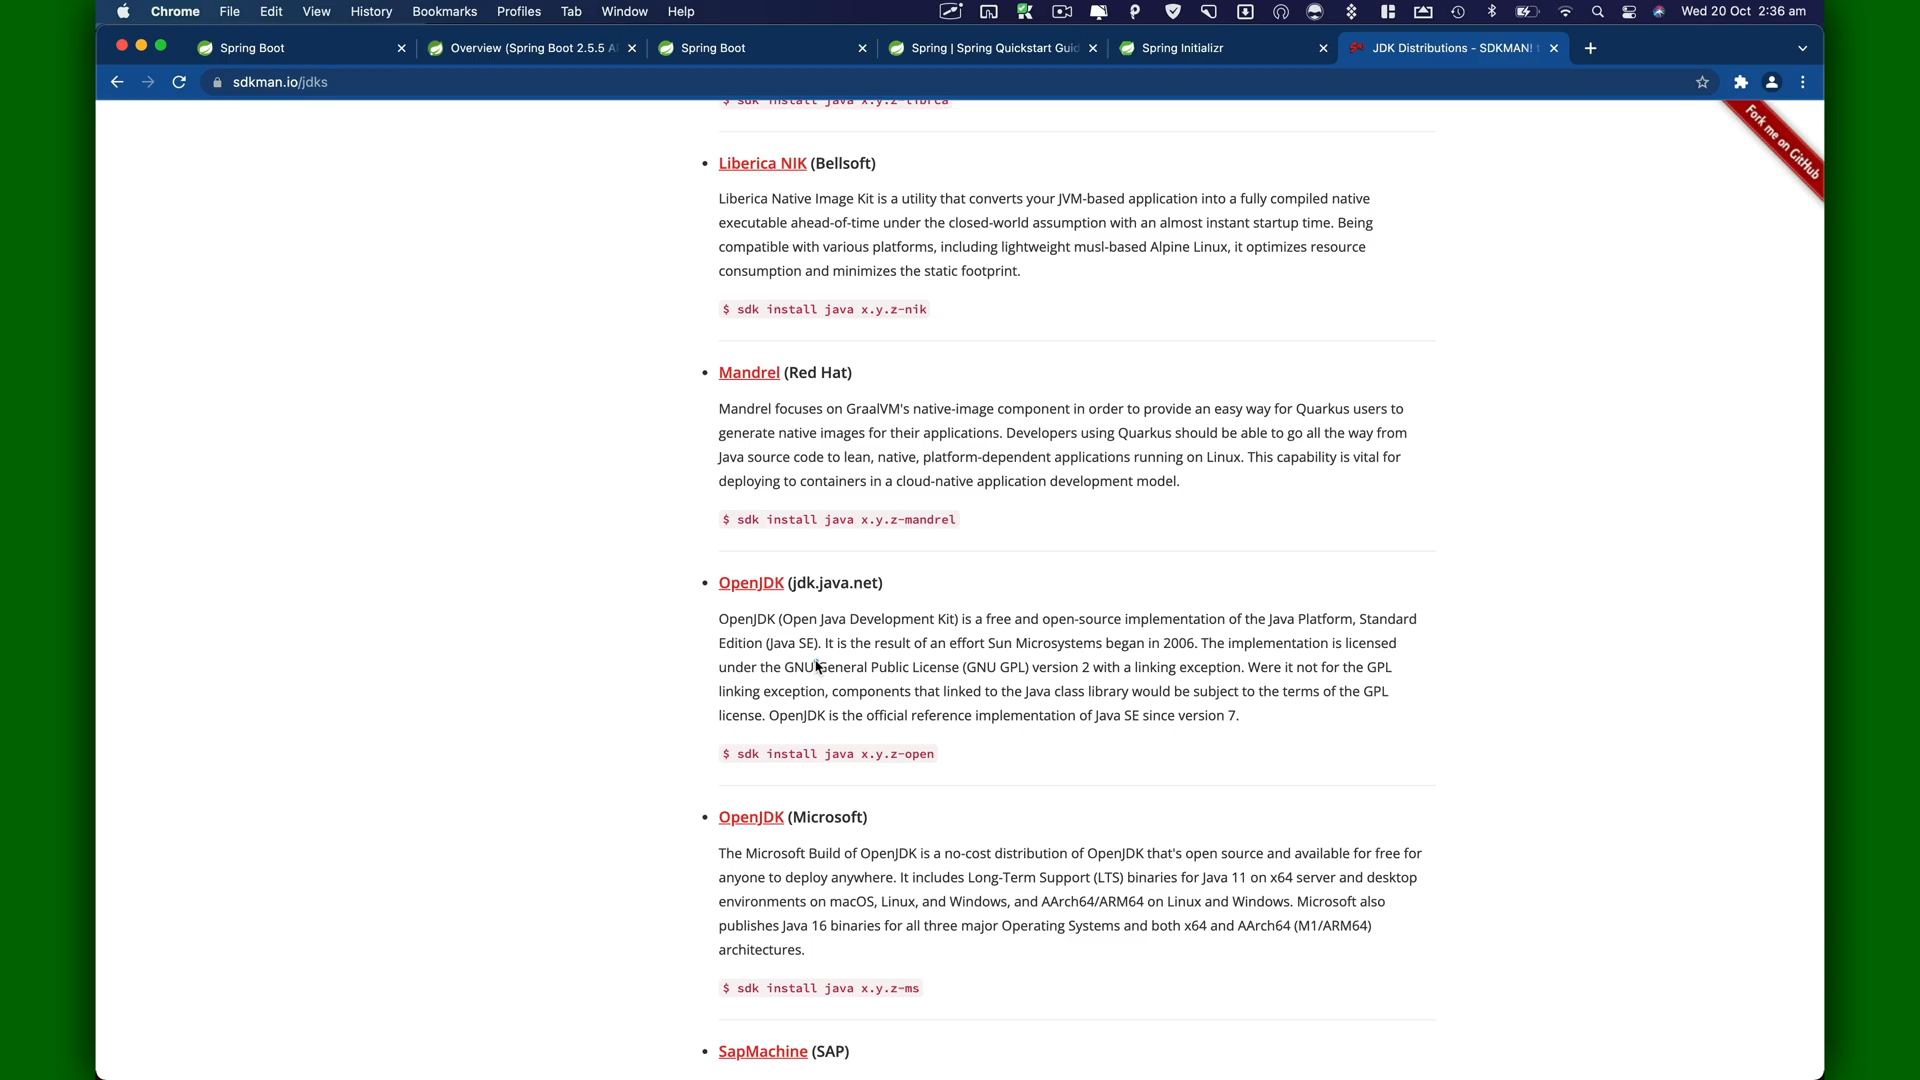 Chrome File Edit View History Bookmarks Profiles Tab Window Help Wed 20 Oct 2:36 am
Spring Boot Overview (Spring Boot 2.5.5 AI Spring Boot Spring | Spring Quickstart Guid Spring Initializr JDK Distributions - SDKMAN! t
sdkman.io/jdks
Fork me on GitHub
$ sdk install java x.y.z-librca
• Liberica NIK (Bellsoft)
Liberica Native Image Kit is a utility that converts your JVM-based application into a fully compiled native
executable ahead-of-time under the closed-world assumption with an almost instant startup time. Being
compatible with various platforms, including lightweight musl-based Alpine Linux, it optimizes resource
consumption and minimizes the static footprint.
$ sdk install java x.y.z-nik
• Mandrel (Red Hat)
Mandrel focuses on GraalVM's native-image component in order to provide an easy way for Quarkus users to
generate native images for their applications. Developers using Quarkus should be able to go all the way from
Java source code to lean, native, platform-dependent applications running on Linux. This capability is vital for
deploying to containers in a cloud-native application development model.
$ sdk install java x.y.z-mandrel
• OpenJDK (jdk.java.net)
OpenJDK (Open Java Development Kit) is a free and open-source implementation of the Java Platform, Standard
Edition (Java SE). It is the result of an effort Sun Microsystems began in 2006. The implementation is licensed
under the GNU General Public License (GNU GPL) version 2 with a linking exception. Were it not for the GPL
linking exception, components that linked to the Java class library would be subject to the terms of the GPL
license. OpenJDK is the official reference implementation of Java SE since version 7.
$ sdk install java x.y.z-open
• OpenJDK (Microsoft)
The Microsoft Build of OpenJDK is a no-cost distribution of OpenJDK that's open source and available for free for
anyone to deploy anywhere. It includes Long-Term Support (LTS) binaries for Java 11 on x64 server and desktop
environments on macOS, Linux, and Windows, and AArch64/ARM64 on Linux and Windows. Microsoft also
publishes Java 16 binaries for all three major Operating Systems and both x64 and AArch64 (M1/ARM64)
architectures.
$ sdk install java x.y.z-ms
• SapMachine (SAP)